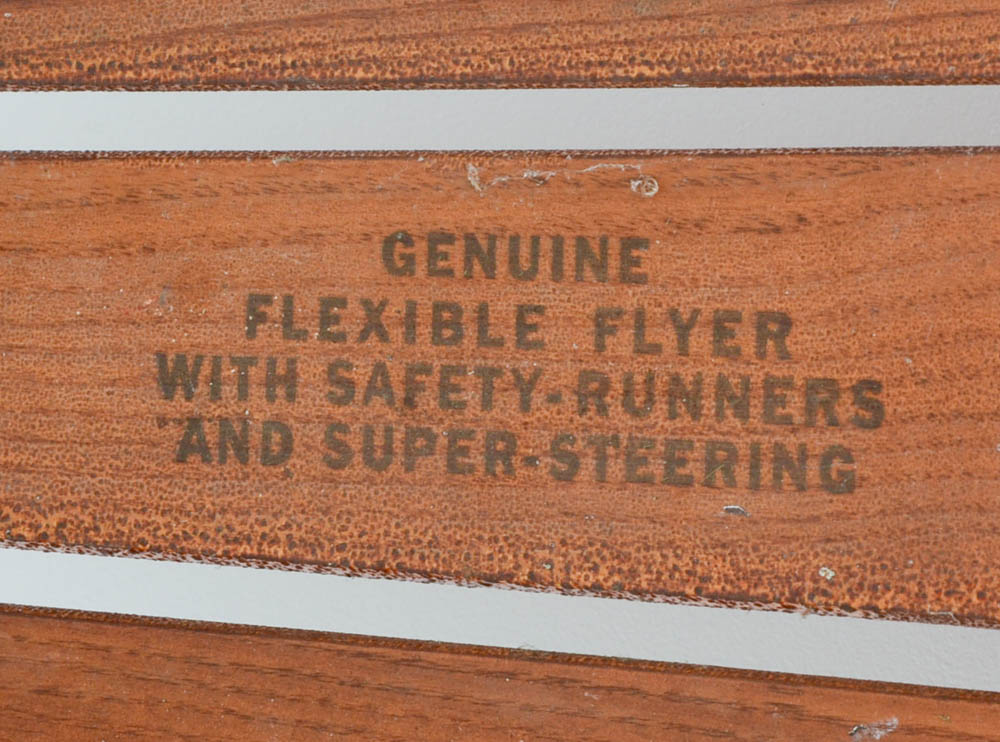 GENUINE
FLEXIBLE FLYER
WITH SAFETY-RUNNERS
AND SUPER-STEERING